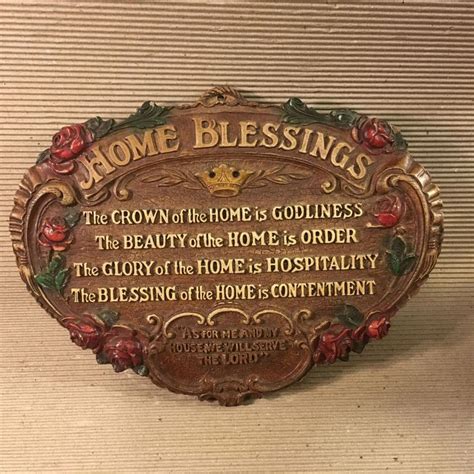 HOME BLESSINGS
The CROWN of the HOME is GODLINESS
The BEAUTY of the HOME is ORDER
The GLORY of the HOME is HOSPITALITY
The BLESSING of the HOME is CONTENTMENT
"AS FOR ME AND MY
HOUSE WE WILL SERVE
THE LORD"